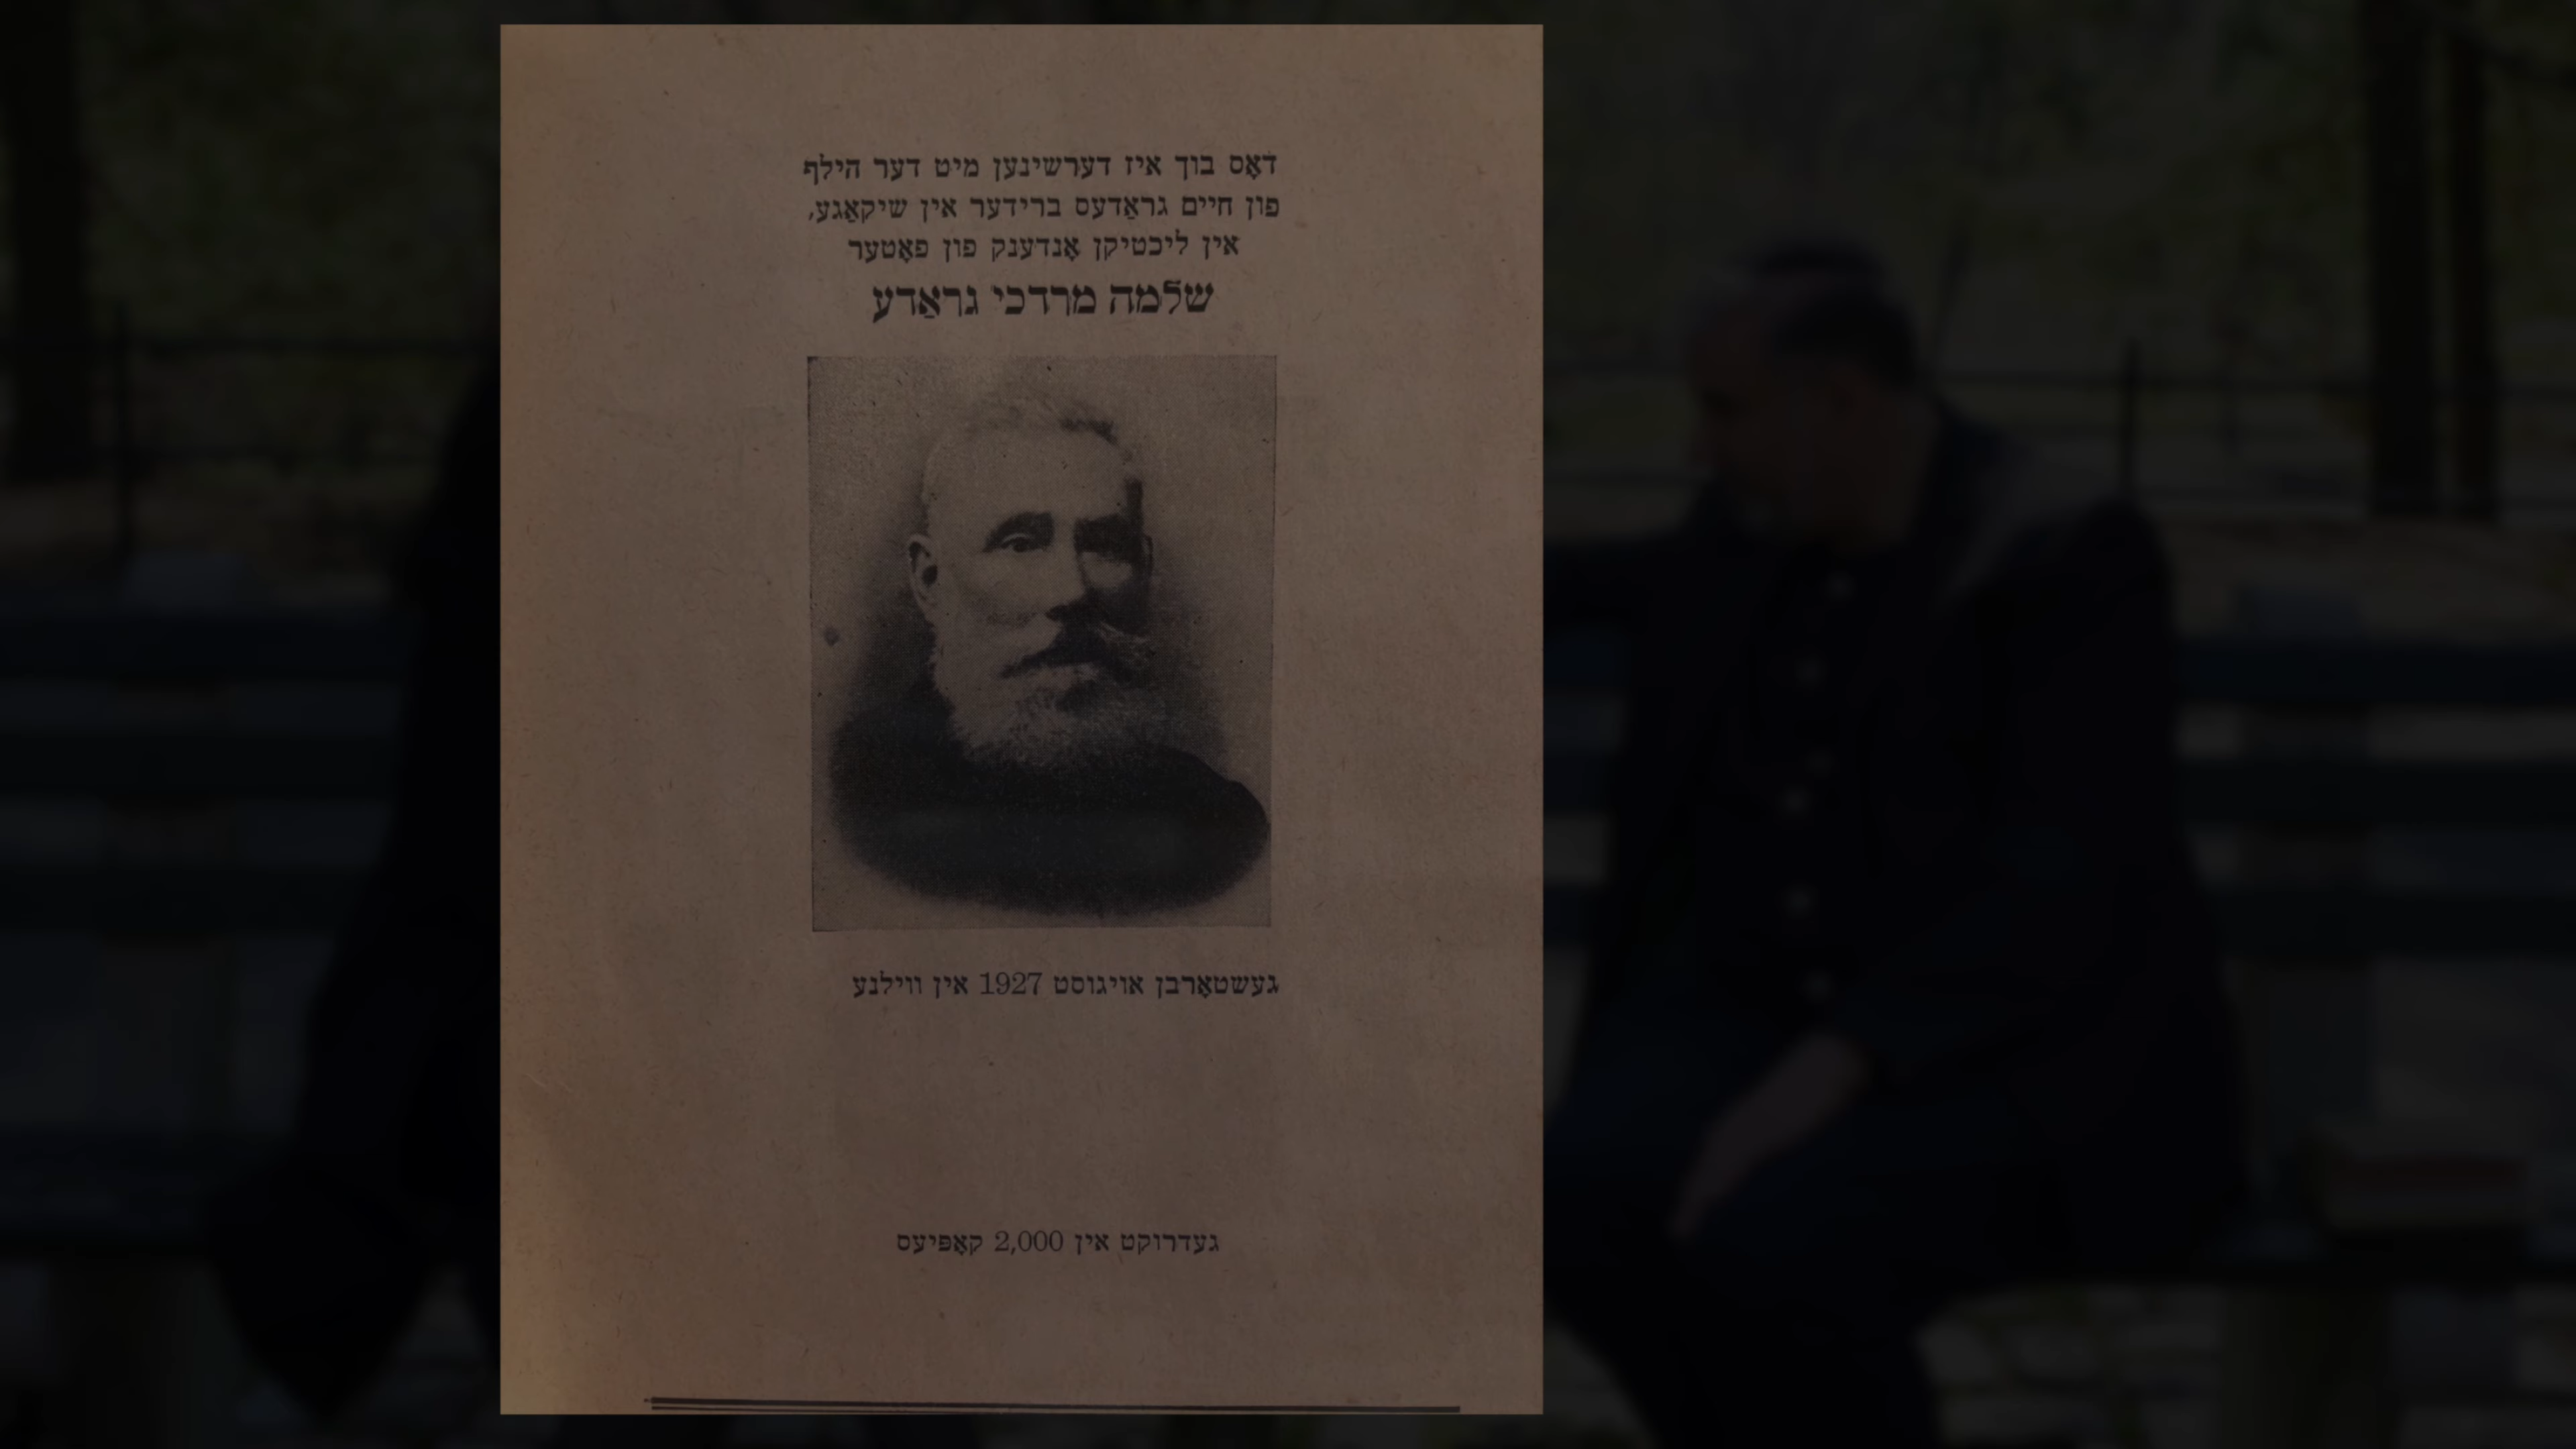 דאָס בוך איז דערשינען מיט דער הילף
פון חיים גראַדעס ברידער אין שיקאַגע,
אין ליכטיקן אָנדענק פון פאָטער
שלמה מרדכי גראַדע
געשטאָרבן אויגוסט 1927 אין ווילנע
געדרוקט אין 2,000 קאָפּיעס